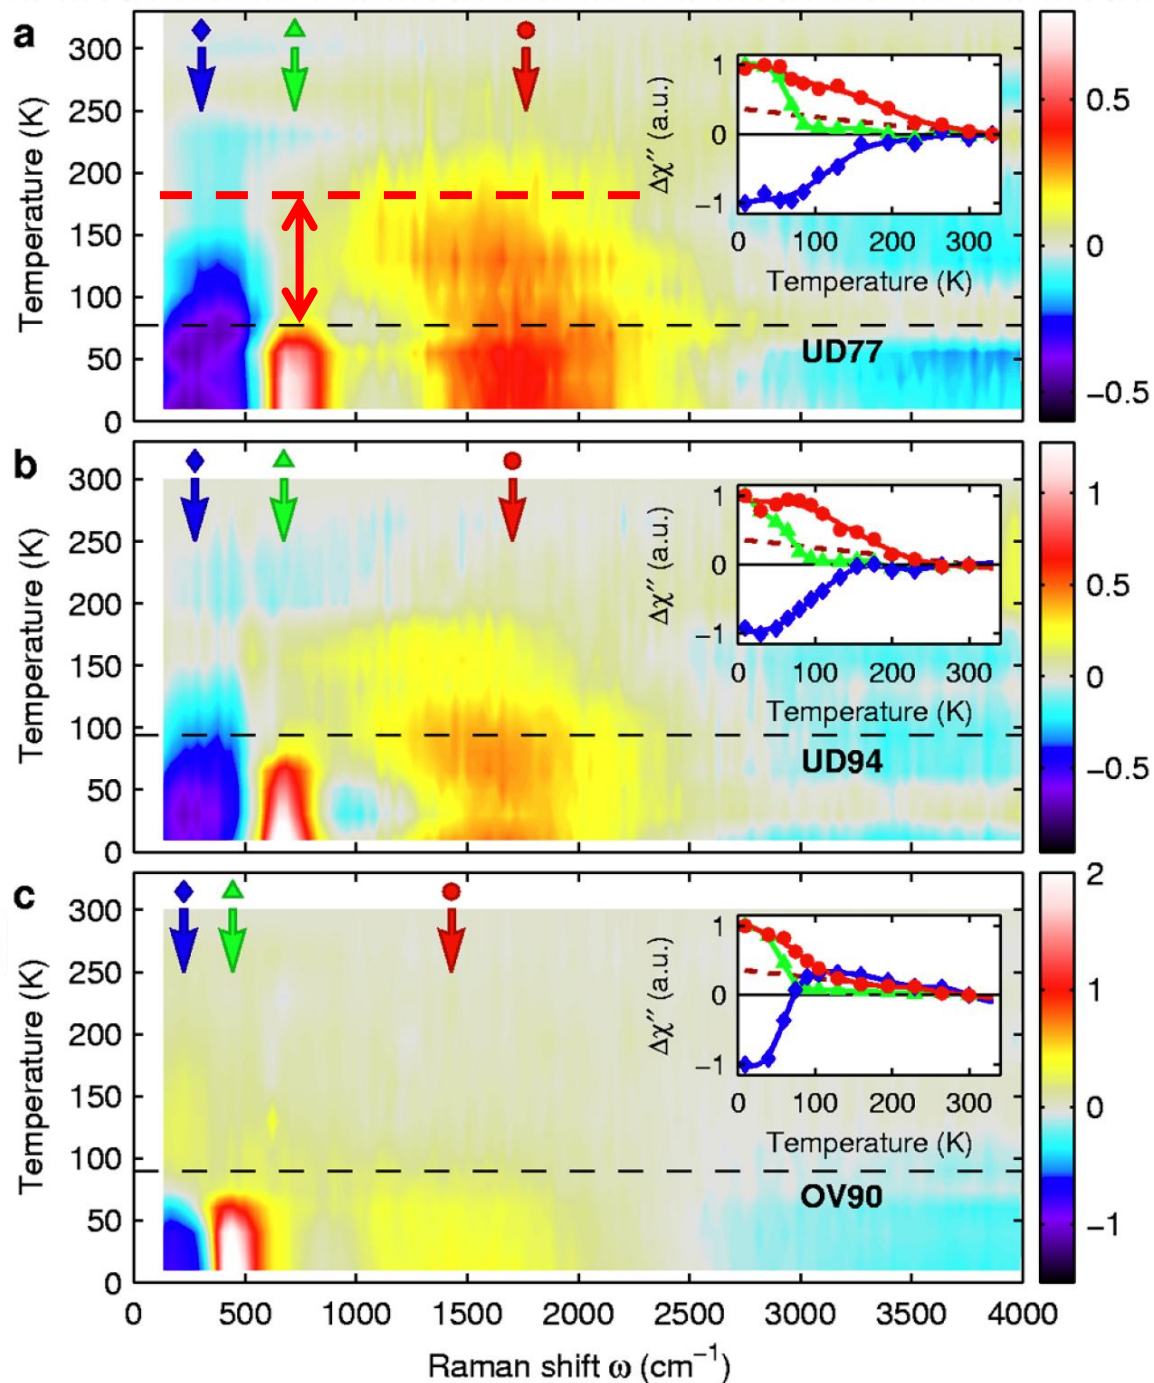 a
Temperature (K)
300
250
200
150
100
50
0
Δχ″ (a.u.)
1
0
−1
0 100 200 300
Temperature (K)
UD77
0.5
0
−0.5
b
Temperature (K)
300
250
200
150
100
50
0
Δχ″ (a.u.)
1
0
−1
0 100 200 300
Temperature (K)
UD94
1
0.5
0
−0.5
c
Temperature (K)
300
250
200
150
100
50
0
Δχ″ (a.u.)
1
0
−1
0 100 200 300
Temperature (K)
OV90
2
1
0
−1
0 500 1000 1500 2000 2500 3000 3500 4000
Raman shift ω (cm⁻¹)